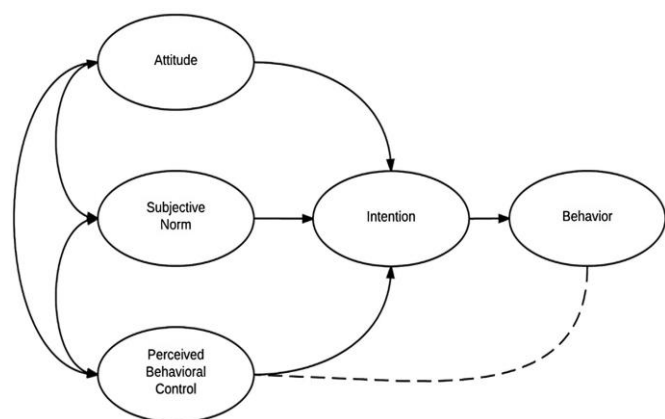 Attitude
Subjective
Norm
Intention
Behavior
Perceived
Behavioral
Control